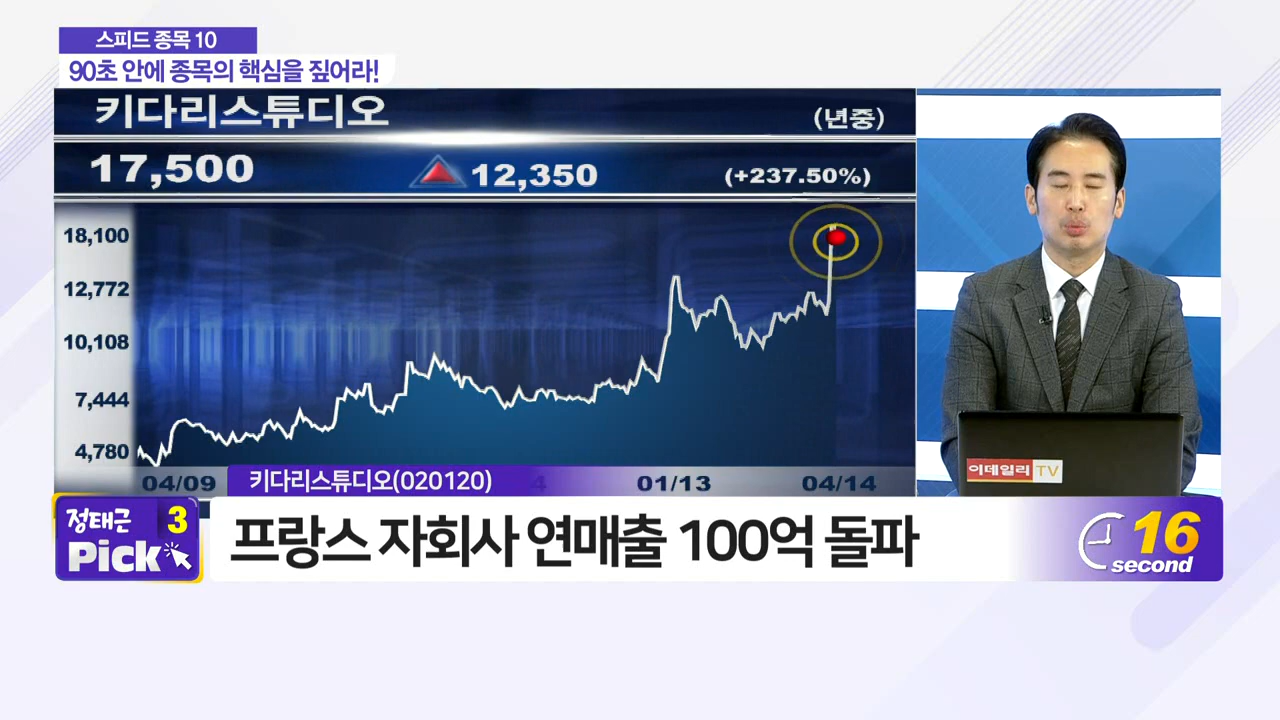 스피드 종목 10
90초 안에 종목의 핵심을 짚어라!
키다리스튜디오
(년중)
17,500
12,350
(+237.50%)
18,100
12,772
10,108
7,444
4,780
04/09
4
01/13
04/14
이데일리TV
키다리스튜디오(020120)
정태근 3
Pick
프랑스 자회사 연매출 100억 돌파
16
second